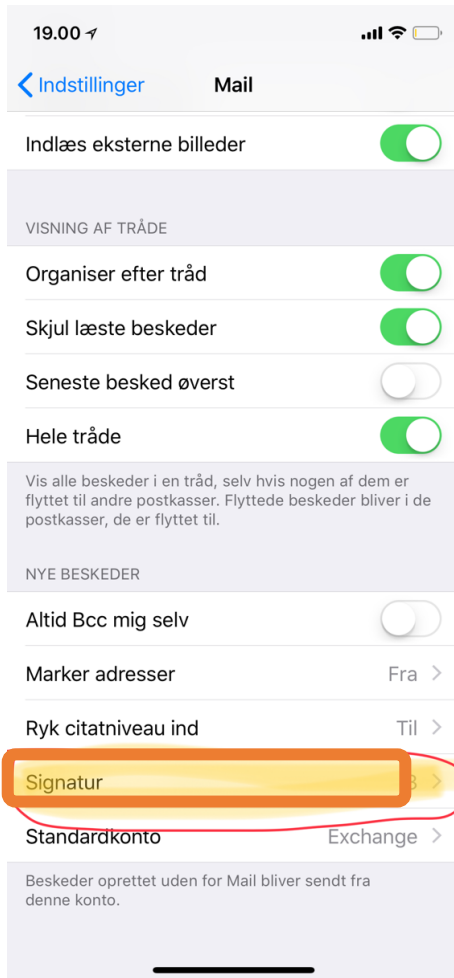 19.00
Indstillinger
Mail
Indlæs eksterne billeder
VISNING AF TRÅDE
Organiser efter tråd
Skjul læste beskeder
Seneste besked øverst
Hele tråde
Vis alle beskeder i en tråd, selv hvis nogen af dem er
flyttet til andre postkasser. Flyttede beskeder bliver i de
postkasser, de er flyttet til.
NYE BESKEDER
Altid Bcc mig selv
Marker adresser Fra
Ryk citatniveau ind Til
Signatur
Standardkonto Exchange
Beskeder oprettet uden for Mail bliver sendt fra
denne konto.